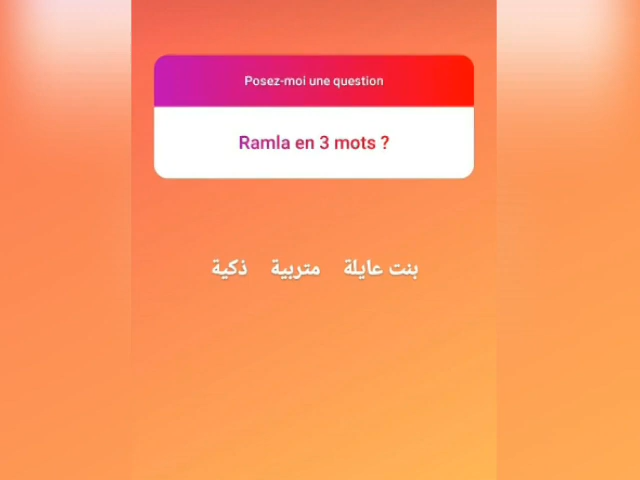 Posez-moi une question
Ramla en 3 mots ?
بنت عايلة متربية ذكية